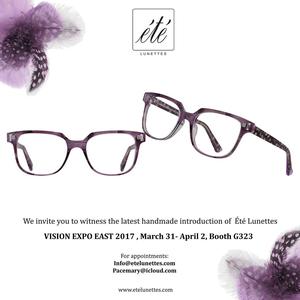 été
LUNETTES
We invite you to witness the latest handmade introduction of Été Lunettes
VISION EXPO EAST 2017 , March 31- April 2, Booth G323
For appointments:
Info@etelunettes.com
Pacemary@icloud.com
www.etelunettes.com